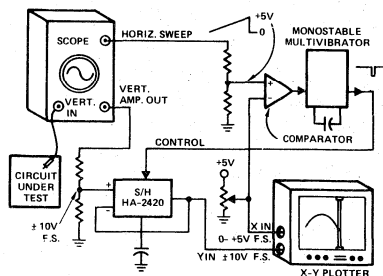 HORIZ. SWEEP
+5V
0
MONOSTABLE
MULTIVIBRATOR
SCOPE
VERT.
AMP. OUT
VERT.
IN
+
−
COMPARATOR
CONTROL
CIRCUIT
UNDER
TEST
+5V
S/H
HA-2420
+
−
± 10V
F.S.
X IN
0- +5V F.S.
YIN ±10V F.S.
X-Y PLOTTER